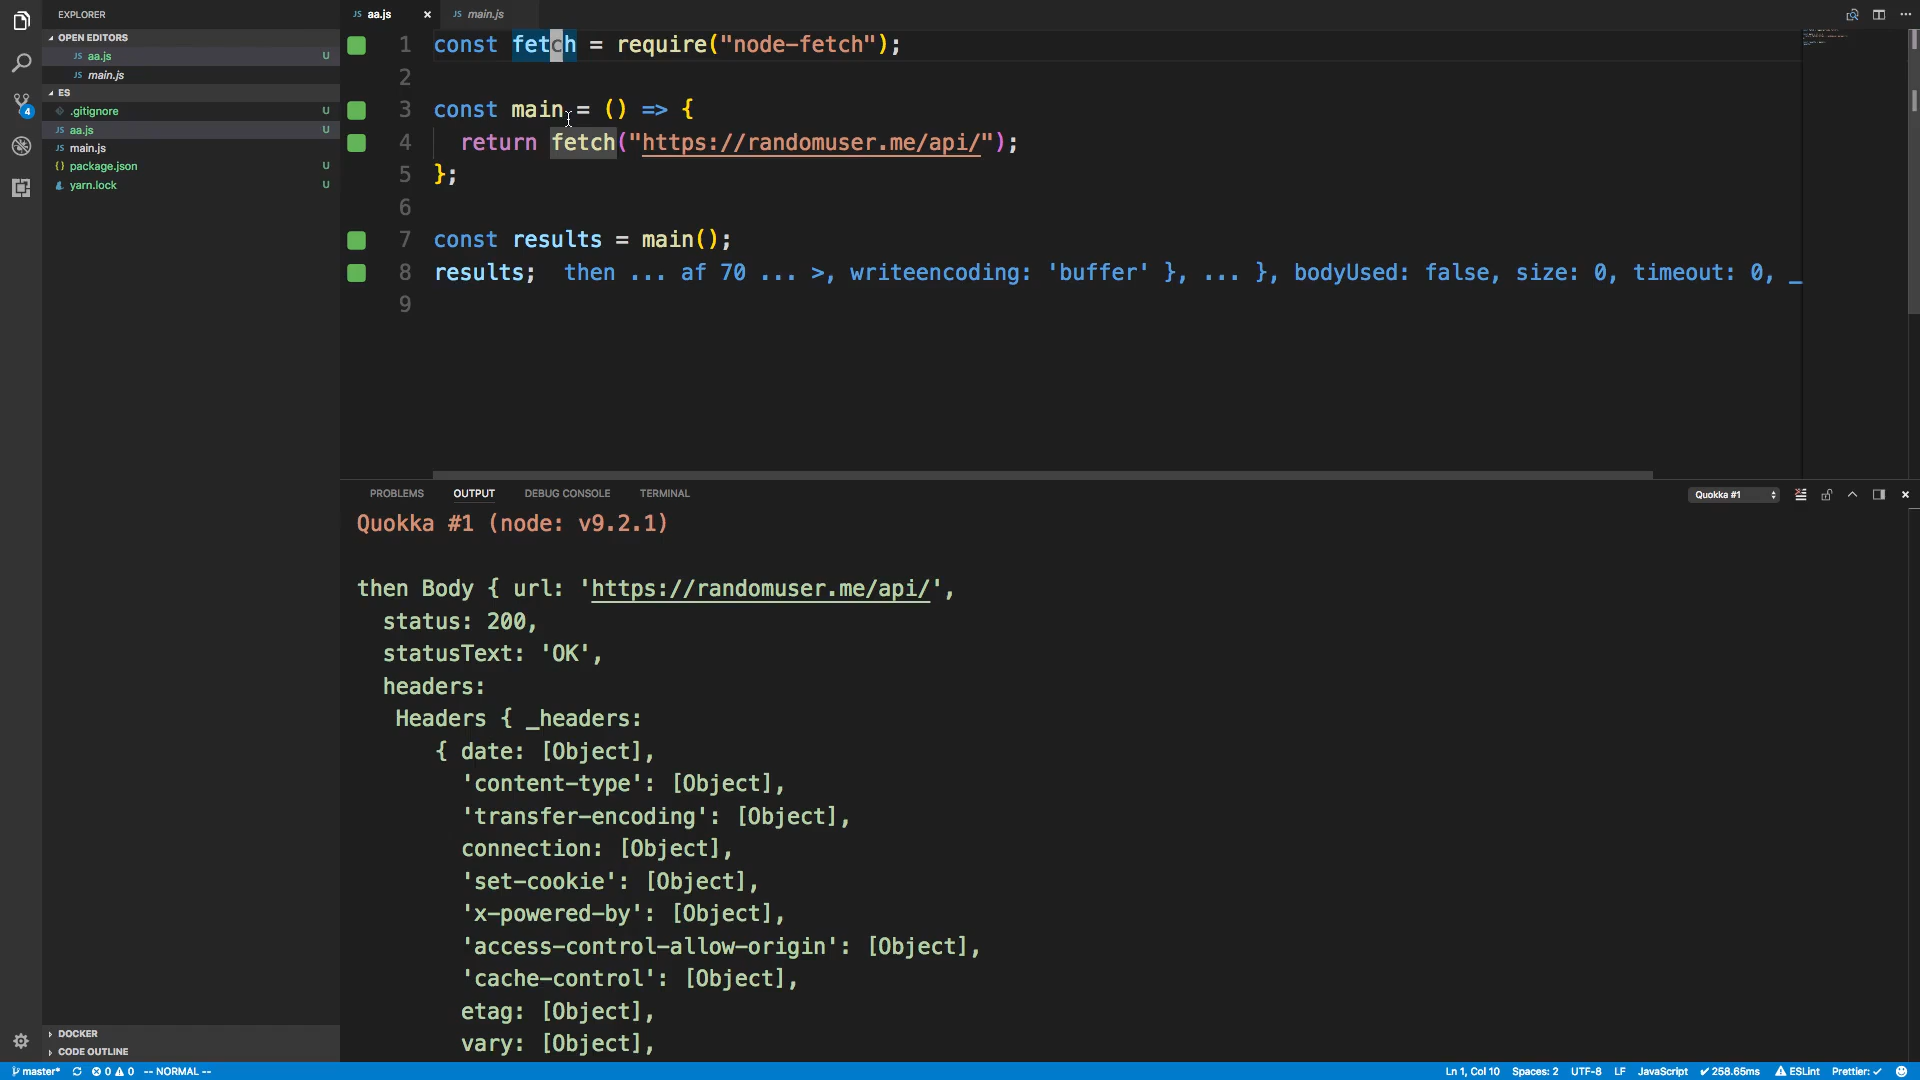 EXPLORER
OPEN EDITORS
JS aa.js U
JS main.js
ES
.gitignore U
JS aa.js U
JS main.js
{} package.json U
yarn.lock U
4
DOCKER
CODE OUTLINE
JS aa.js × JS main.js
1 const fetch = require("node-fetch");
2
3 const main = () => {
4 return fetch("https://randomuser.me/api/");
5 };
6
7 const results = main();
8 results; then ... af 70 ... >, writeencoding: 'buffer' }, ... }, bodyUsed: false, size: 0, timeout: 0, _
9
PROBLEMS OUTPUT DEBUG CONSOLE TERMINAL Quokka #1
Quokka #1 (node: v9.2.1)
then Body { url: 'https://randomuser.me/api/',
status: 200,
statusText: 'OK',
headers:
Headers { _headers:
{ date: [Object],
'content-type': [Object],
'transfer-encoding': [Object],
connection: [Object],
'set-cookie': [Object],
'x-powered-by': [Object],
'access-control-allow-origin': [Object],
'cache-control': [Object],
etag: [Object],
vary: [Object],
master* 0 0 -- NORMAL -- Ln 1, Col 10 Spaces: 2 UTF-8 LF JavaScript ✔ 258.65ms ESLint Prettier: ✓